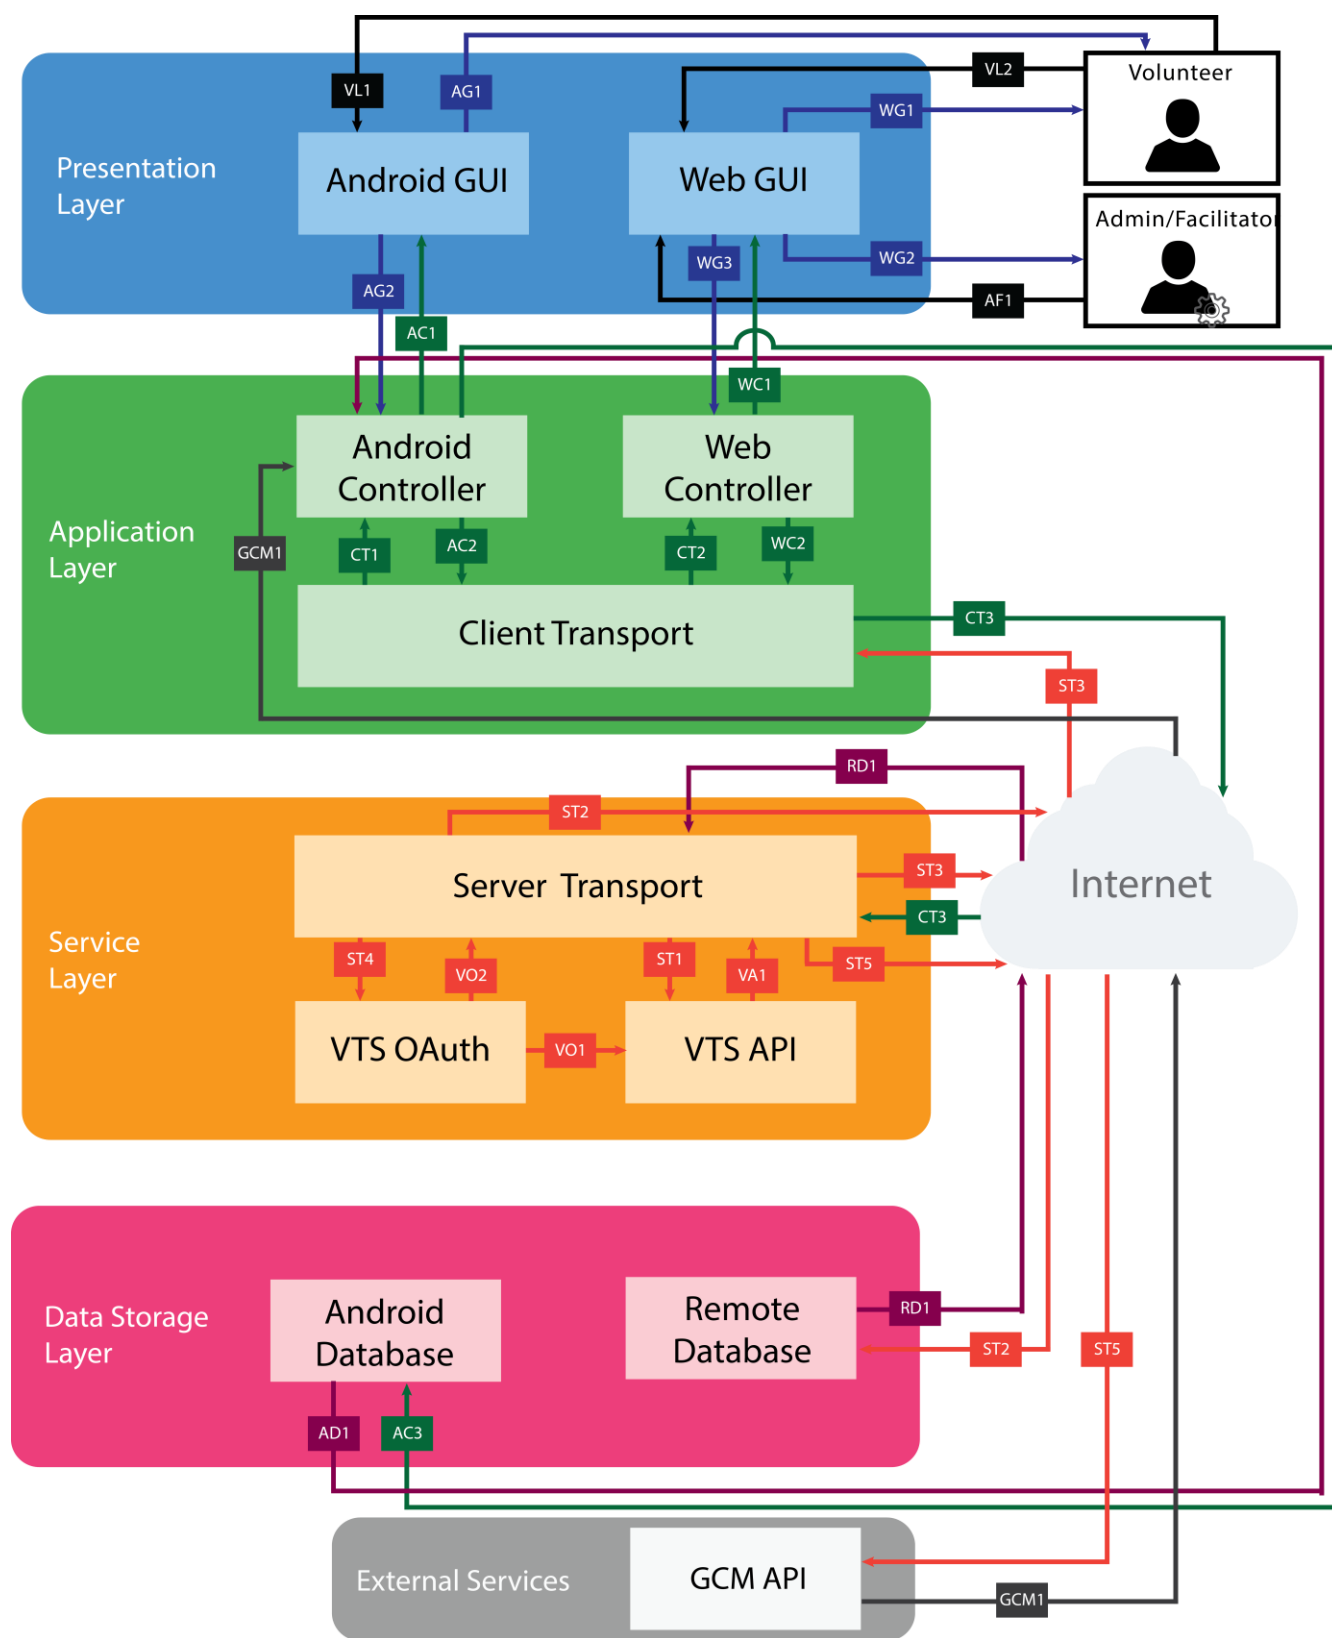 Volunteer
VL2
VL1
AG1
WG1
Presentation
Layer
Android GUI
Web GUI
Admin/Facilitator
WG3
WG2
AG2
AF1
AC1
WC1
Android
Controller
Web
Controller
Application
Layer
GCM1
CT1
AC2
CT2
WC2
Client Transport
CT3
ST3
RD1
ST2
Server Transport
ST3
Internet
CT3
Service
Layer
ST4
VO2
ST1
VA1
ST5
VTS OAuth
VO1
VTS API
Data Storage
Layer
Android
Database
Remote
Database
RD1
ST2
ST5
AD1
AC3
External Services
GCM API
GCM1